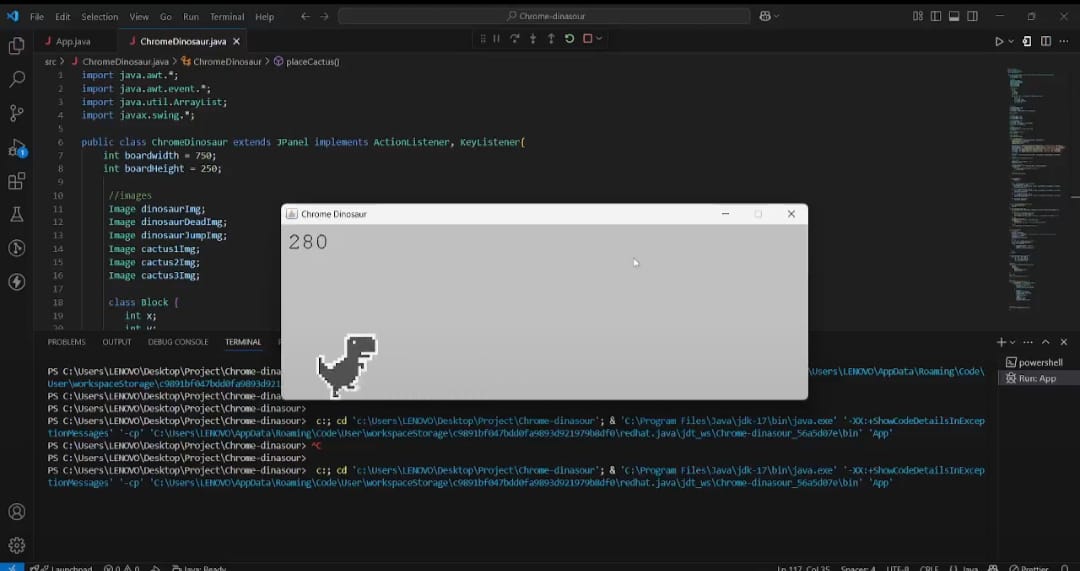 File Edit Selection View Go Run Terminal Help
Chrome-dinasour
App.java
ChromeDinosaur.java
src > ChromeDinosaur.java > ChromeDinosaur > placeCactus()
1 import java.awt.*;
2 import java.awt.event.*;
3 import java.util.ArrayList;
4 import javax.swing.*;
5
6 public class ChromeDinosaur extends JPanel implements ActionListener, KeyListener{
7 int boardwidth = 750;
8 int boardHeight = 250;
9
10 //images
11 Image dinosaurImg;
12 Image dinosaurDeadImg;
13 Image dinosaurJumpImg;
14 Image cactus1Img;
15 Image cactus2Img;
16 Image cactus3Img;
17
18 class Block {
19 int x;
20 int y;
Chrome Dinosaur
280
PROBLEMS OUTPUT DEBUG CONSOLE TERMINAL
powershell
Run: App
PS C:\Users\LENOVO\Desktop\Project\Chrome-dinas
Users\LENOVO\AppData\Roaming\Code\
User\workspaceStorage\c9891bf047bdd0fa9893d921
PS C:\Users\LENOVO\Desktop\Project\Chrome-dinas
PS C:\Users\LENOVO\Desktop\Project\Chrome-dinasour>
PS C:\Users\LENOVO\Desktop\Project\Chrome-dinasour> c:; cd 'c:\Users\LENOVO\Desktop\Project\Chrome-dinasour'; & 'C:\Program Files\Java\jdk-17\bin\java.exe' '-XX:+ShowCodeDetailsInExcep
tionMessages' '-cp' 'C:\Users\LENOVO\AppData\Roaming\Code\User\workspaceStorage\c9891bf047bdd0fa9893d921979b8df0\redhat.java\jdt_ws\Chrome-dinasour_56a5d07e\bin' 'App'
PS C:\Users\LENOVO\Desktop\Project\Chrome-dinasour> ^C
PS C:\Users\LENOVO\Desktop\Project\Chrome-dinasour>
PS C:\Users\LENOVO\Desktop\Project\Chrome-dinasour> c:; cd 'c:\Users\LENOVO\Desktop\Project\Chrome-dinasour'; & 'C:\Program Files\Java\jdk-17\bin\java.exe' '-XX:+ShowCodeDetailsInExcep
tionMessages' '-cp' 'C:\Users\LENOVO\AppData\Roaming\Code\User\workspaceStorage\c9891bf047bdd0fa9893d921979b8df0\redhat.java\jdt_ws\Chrome-dinasour_56a5d07e\bin' 'App'
Launchpad 0 0 Java: Ready Ln 117, Col 35 Spaces: 4 UTF-8 CRLF Java Prettier